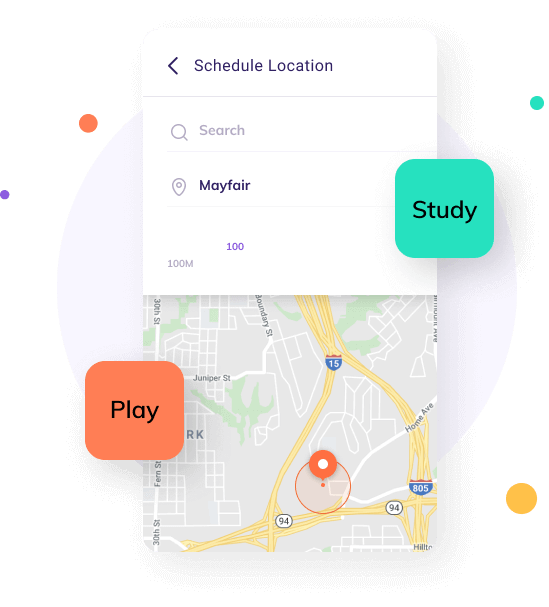 Schedule Location
Search
Mayfair
Study
100
100M
30th St
Boundary St
15
Juniper St
Play
RK
Home Ave
Fern St
805
94
94
30th St
Hillto